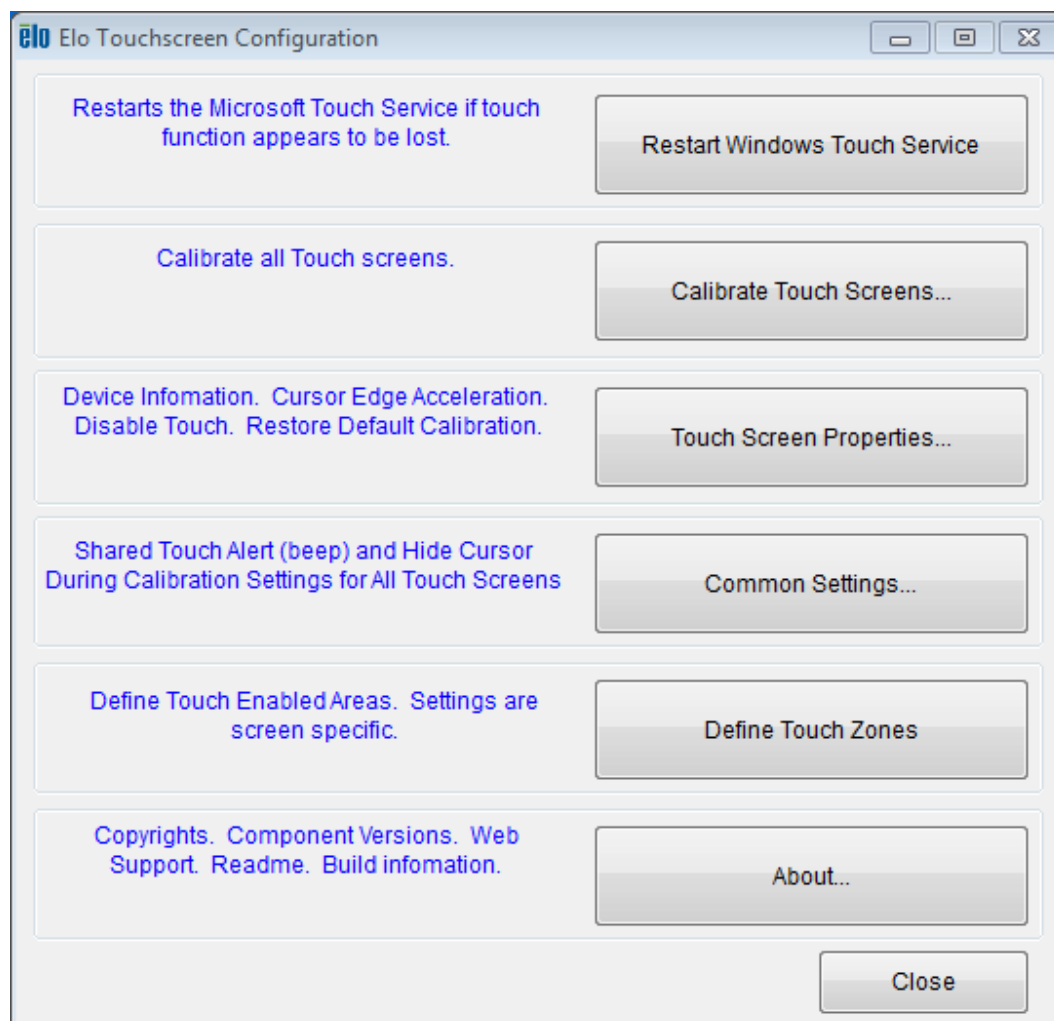 elo Elo Touchscreen Configuration
Restarts the Microsoft Touch Service if touch
function appears to be lost.
Restart Windows Touch Service
Calibrate all Touch screens.
Calibrate Touch Screens...
Device Infomation.  Cursor Edge Acceleration.
Disable Touch.  Restore Default Calibration.
Touch Screen Properties...
Shared Touch Alert (beep) and Hide Cursor
During Calibration Settings for All Touch Screens
Common Settings...
Define Touch Enabled Areas.  Settings are
screen specific.
Define Touch Zones
Copyrights.  Component Versions.  Web
Support.  Readme.  Build infomation.
About...
Close